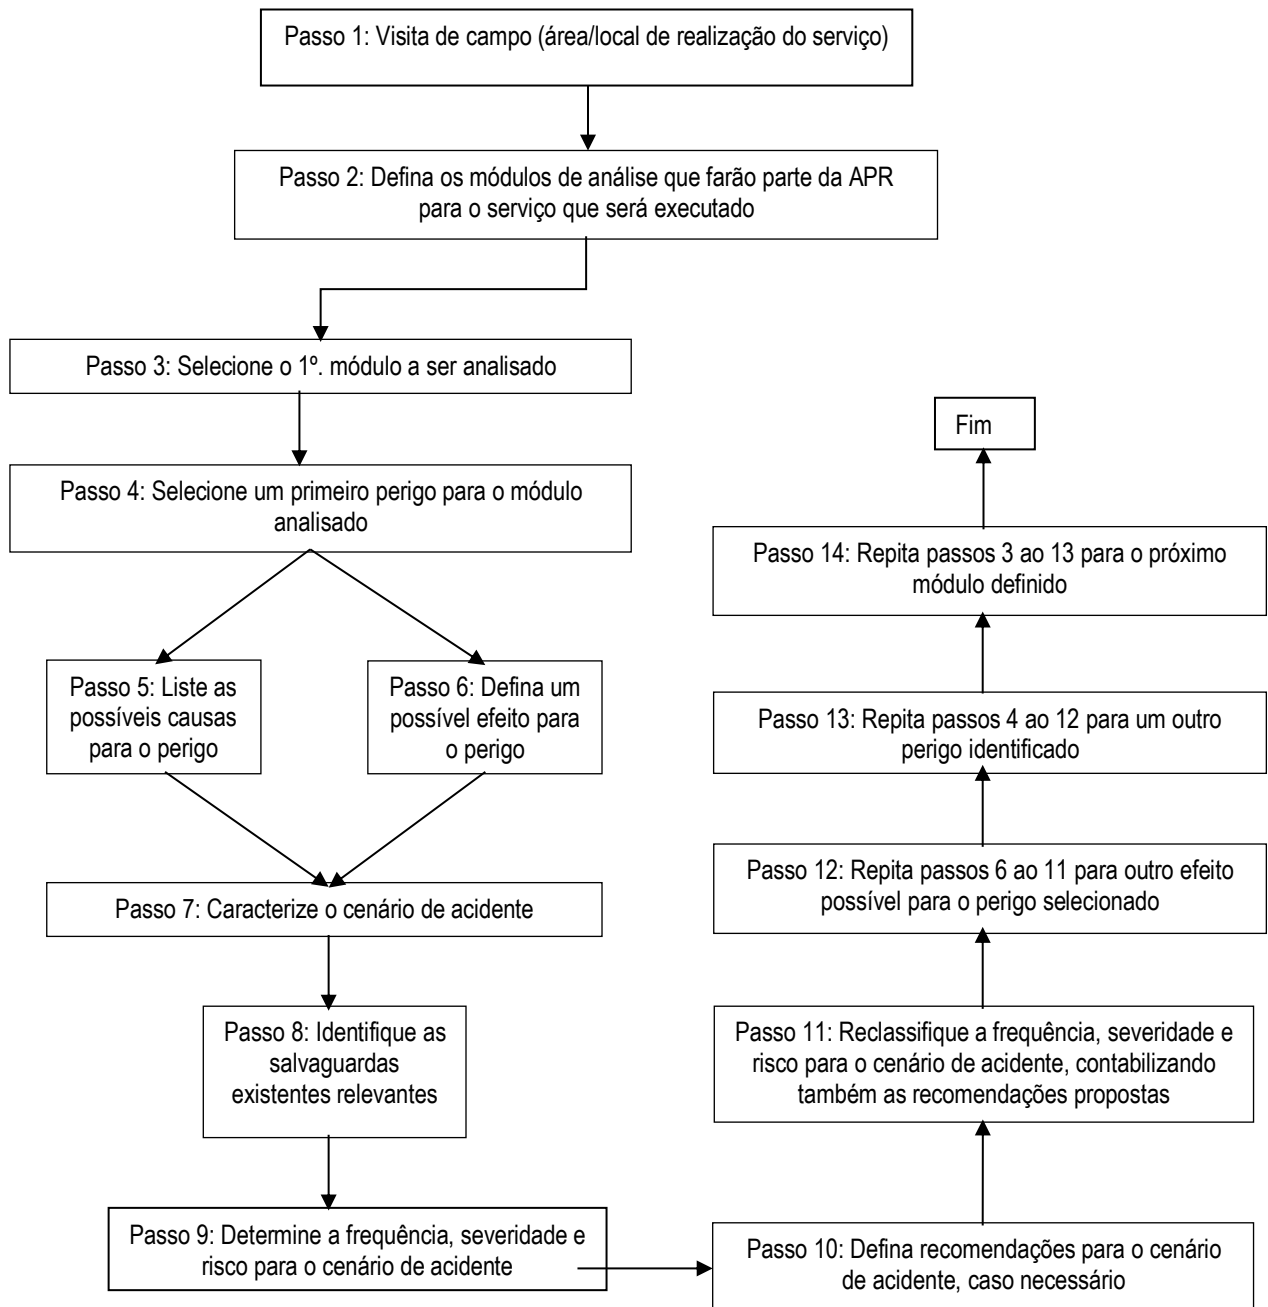 Passo 1: Visita de campo (área/local de realização do serviço)
Passo 2: Defina os módulos de análise que farão parte da APR
para o serviço que será executado
Passo 3: Selecione o 1º. módulo a ser analisado
Passo 4: Selecione um primeiro perigo para o módulo
analisado
Passo 5: Liste as
possíveis causas
para o perigo
Passo 6: Defina um
possível efeito para
o perigo
Passo 7: Caracterize o cenário de acidente
Passo 8: Identifique as
salvaguardas
existentes relevantes
Passo 9: Determine a frequência, severidade e
risco para o cenário de acidente
Passo 10: Defina recomendações para o cenário
de acidente, caso necessário
Passo 11: Reclassifique a frequência, severidade e
risco para o cenário de acidente, contabilizando
também as recomendações propostas
Passo 12: Repita passos 6 ao 11 para outro efeito
possível para o perigo selecionado
Passo 13: Repita passos 4 ao 12 para um outro
perigo identificado
Passo 14: Repita passos 3 ao 13 para o próximo
módulo definido
Fim